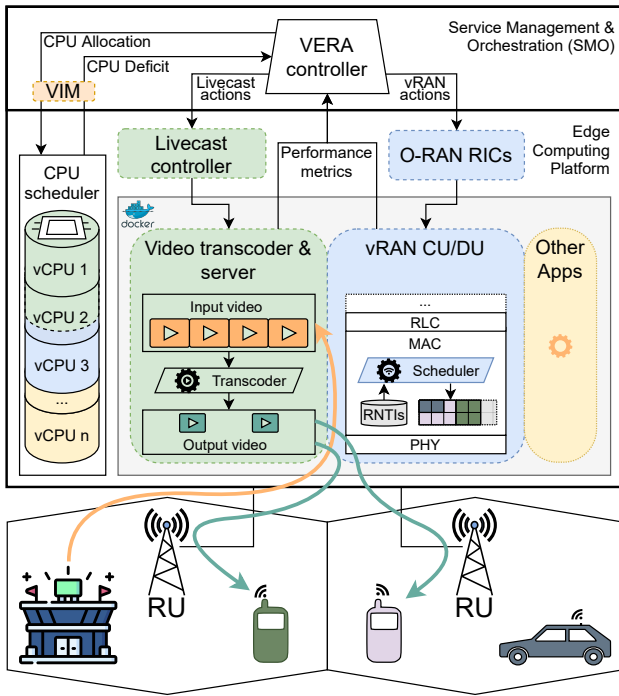 CPU Allocation
CPU Deficit
VERA
controller
Service Management &
Orchestration (SMO)
VIM
Livecast
actions
vRAN
actions
Livecast
controller
Performance
metrics
O-RAN RICs
Edge
Computing
Platform
CPU
scheduler
vCPU 1
vCPU 2
vCPU 3
...
vCPU n
docker
Video transcoder &
server
Input video
Transcoder
Output video
vRAN CU/DU
...
RLC
MAC
Scheduler
RNTIs
PHY
Other
Apps
RU
RU